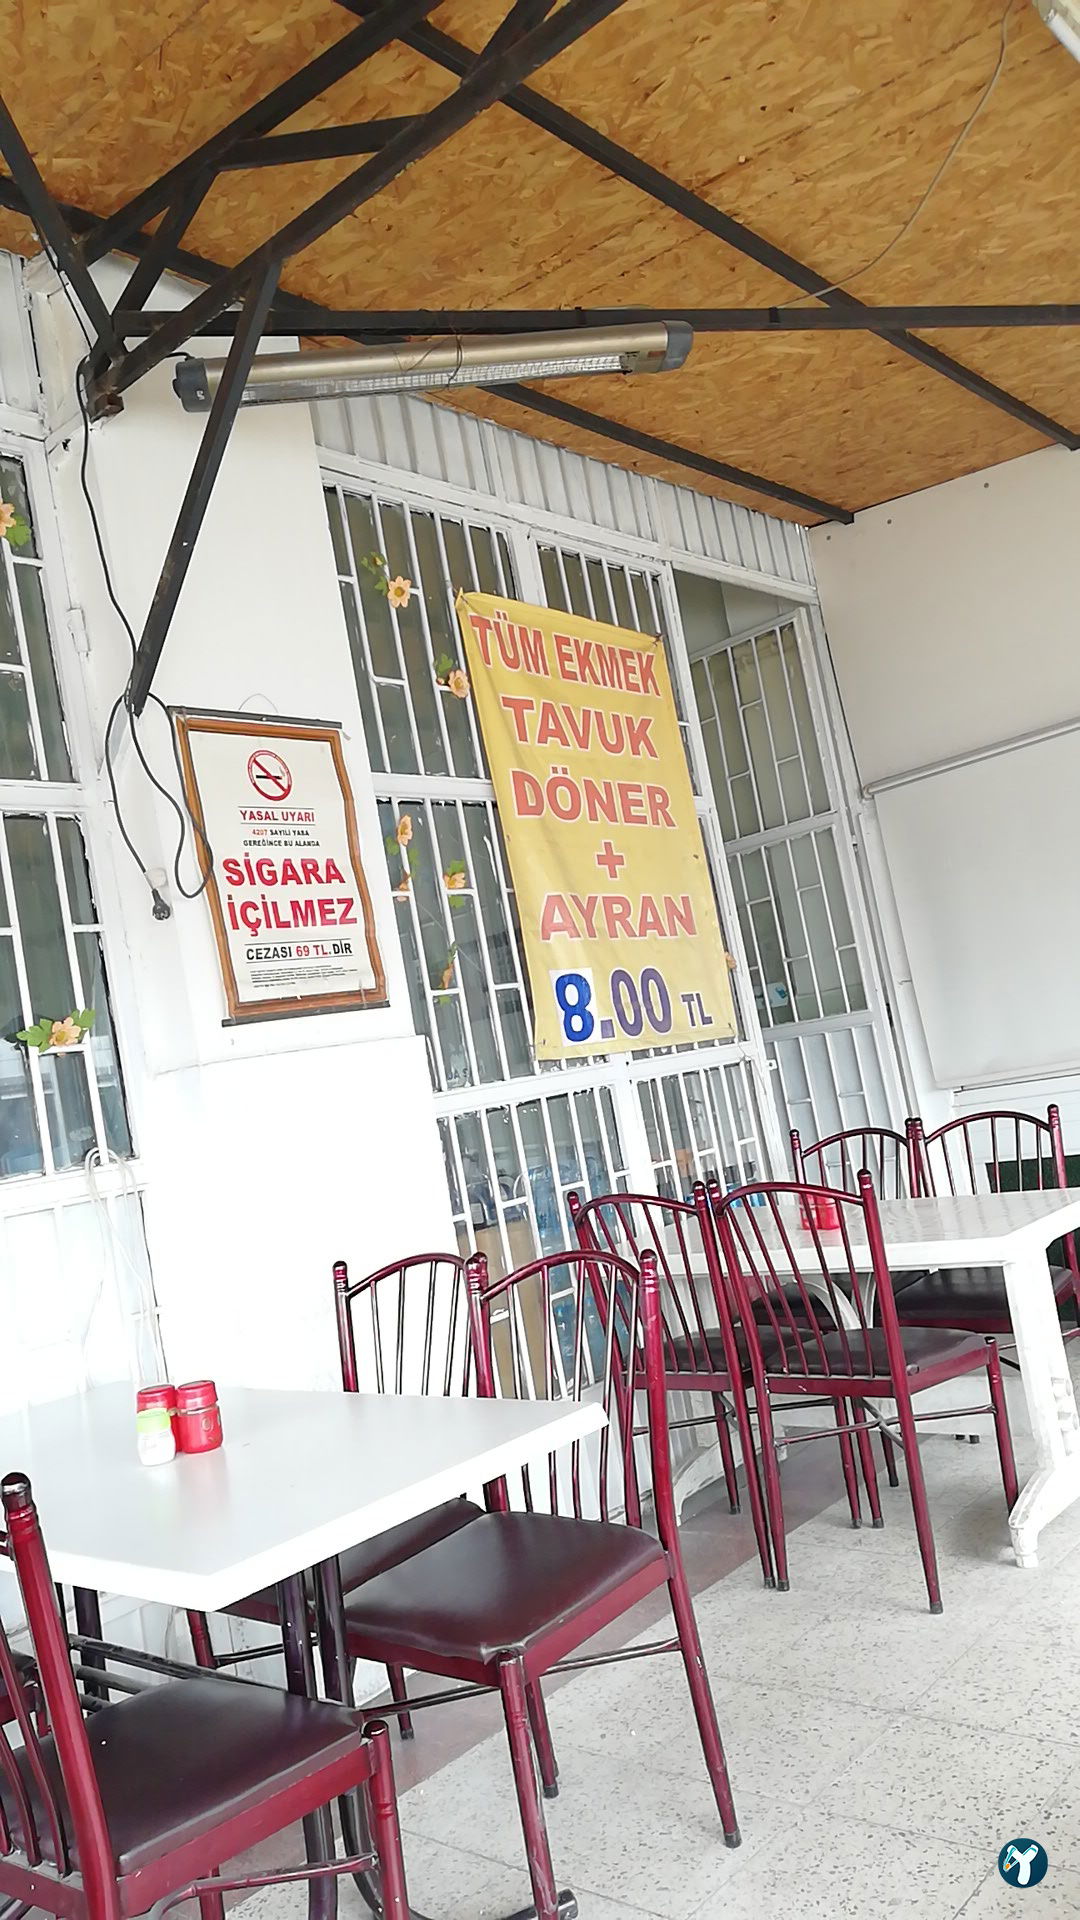 YASAL UYARI
4207 SAYILI YASA
GEREĞİNCE BU ALANDA
SİGARA
İÇİLMEZ
CEZASI 69 TL.DİR
TÜM EKMEK
TAVUK
DÖNER
+
AYRAN
8.00 TL